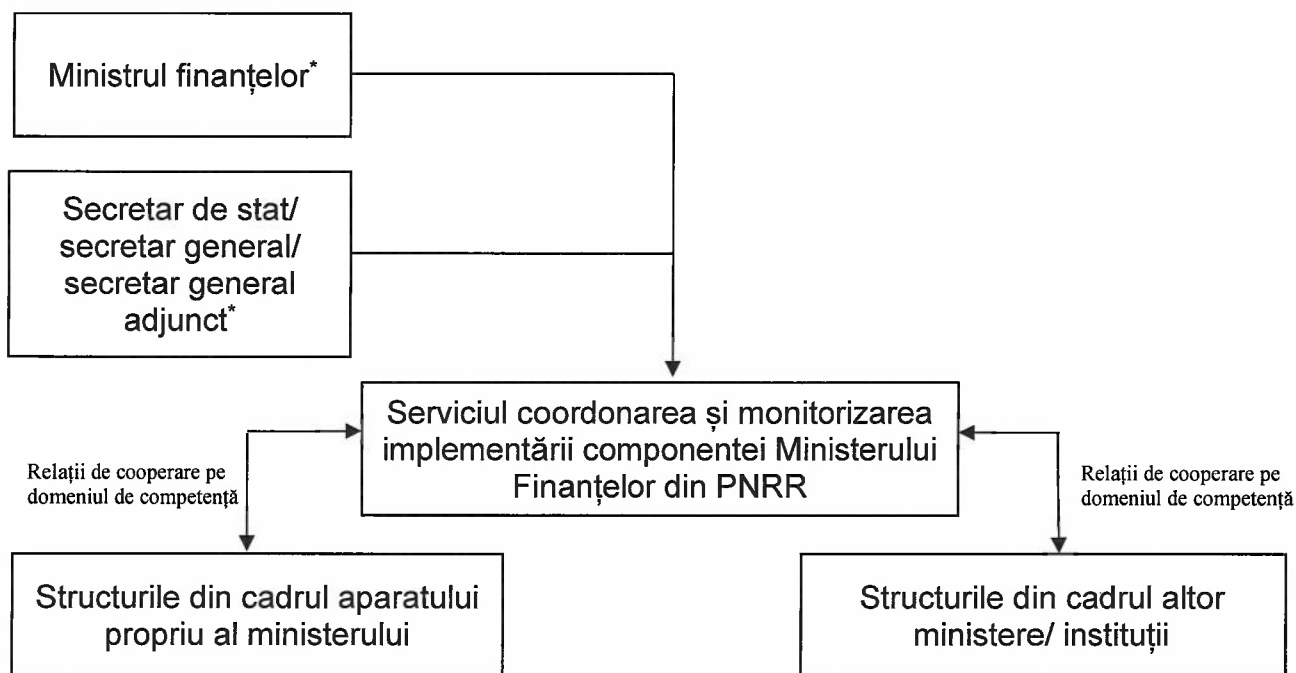 Ministrul finanțelor*
Secretar de stat/
secretar general/
secretar general
adjunct*
Serviciul coordonarea și monitorizarea
implementării componentei Ministerului
Finanțelor din PNRR
Relații de cooperare pe
domeniul de competență
Relații de cooperare pe
domeniul de competență
Structurile din cadrul aparatului
propriu al ministerului
Structurile din cadrul altor
ministere/ instituții